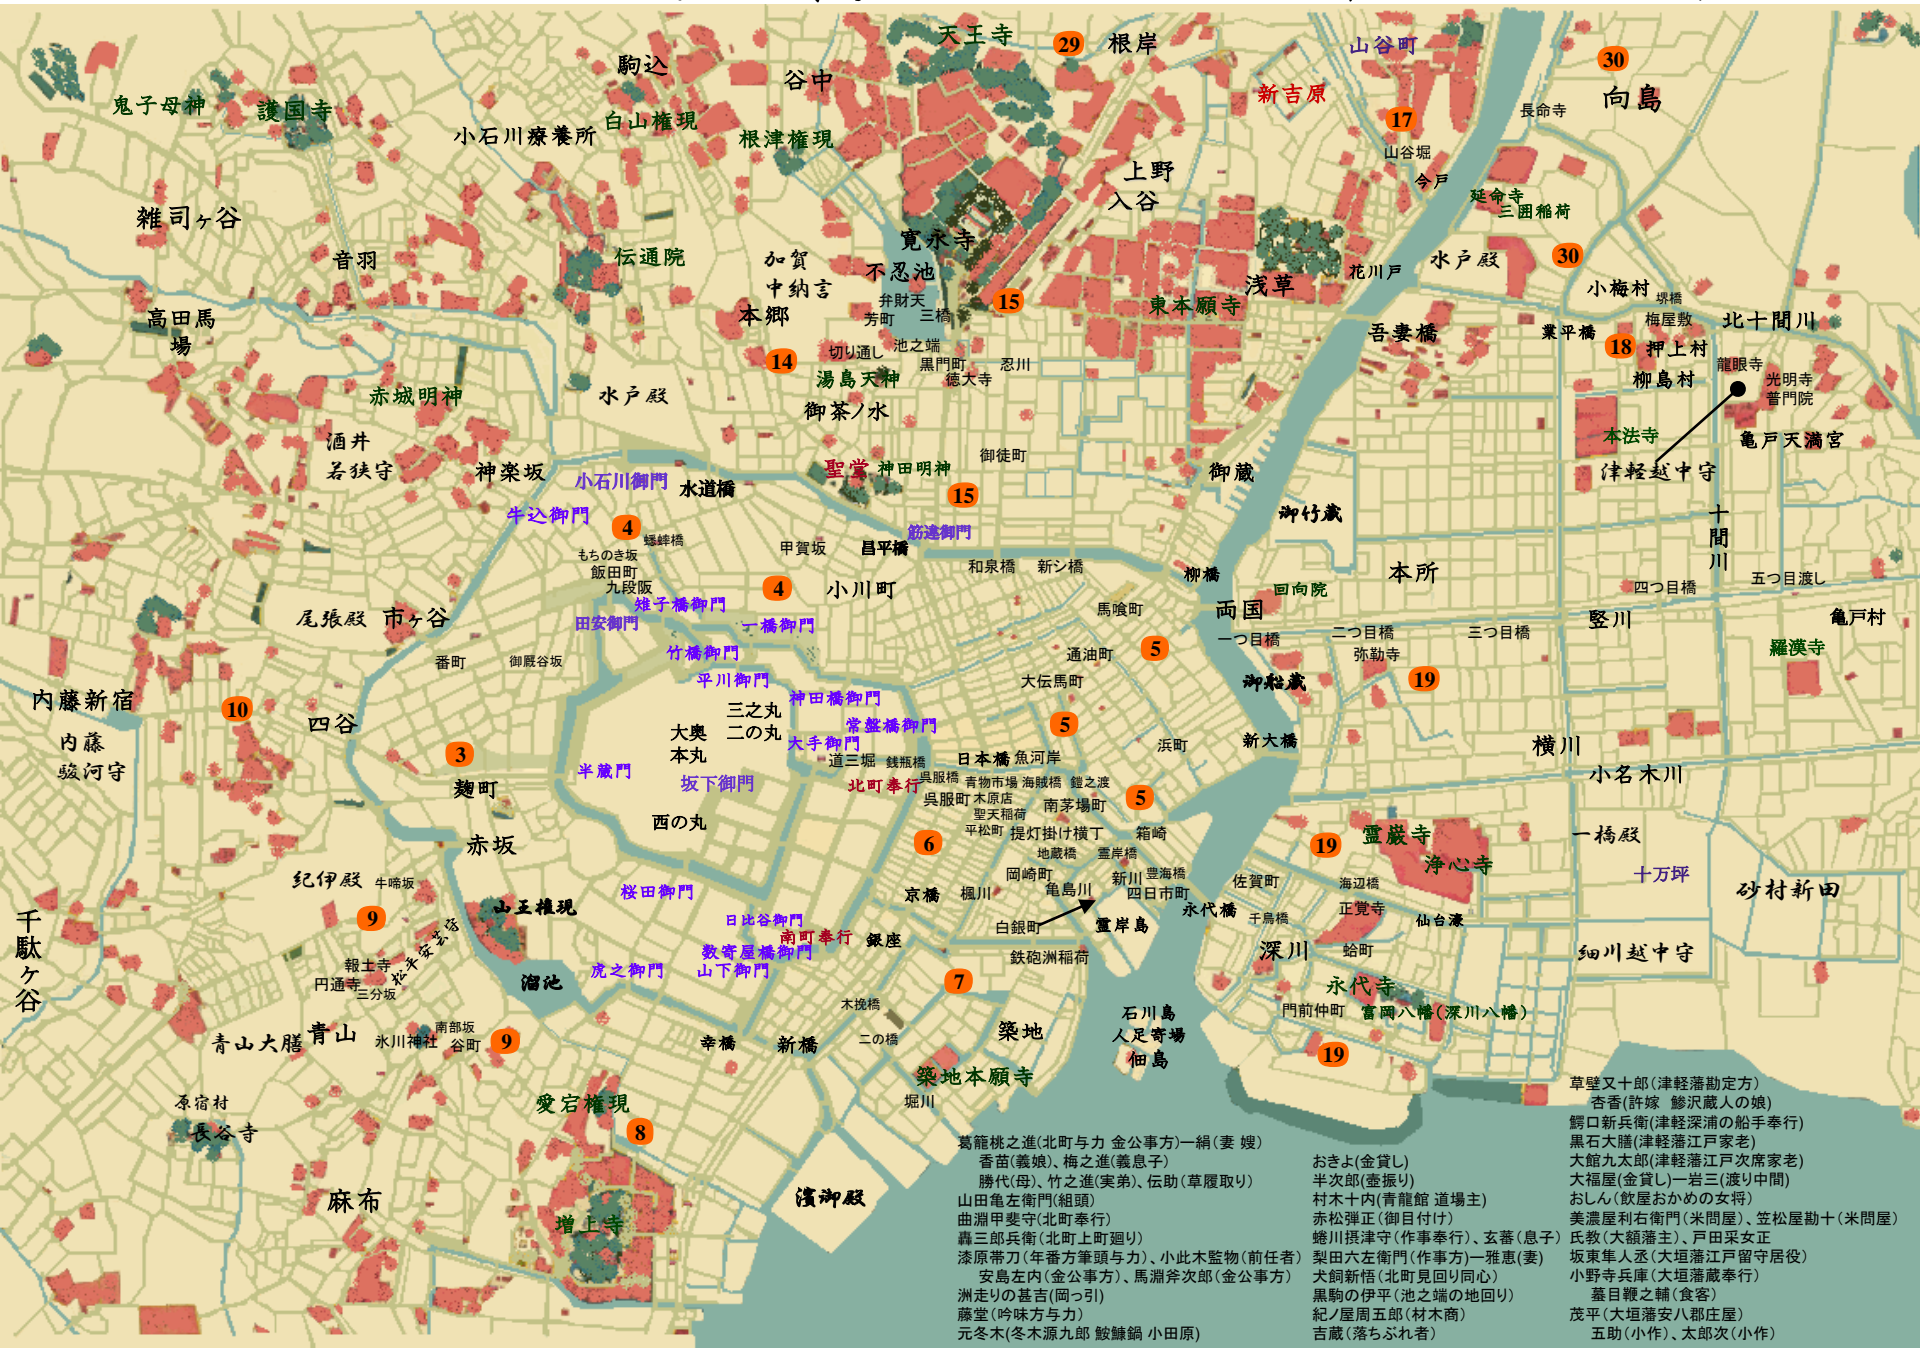 天王寺
29
根岸
山谷町
30
向島
駒込
谷中
鬼子母神
護国寺
白山権現
小石川療養所
根津権現
新吉原
17
長命寺
山谷堀
今戸
上野
入谷
延命寺
三囲稲荷
雑司ヶ谷
音羽
伝通院
加賀
中納言
本郷
寛永寺
不忍池
弁財天
芳町
三橋
15
浅草
東本願寺
花川戸
水戸殿
30
小梅村
堺橋
梅屋敷
北十間川
高田馬
場
吾妻橋
業平橋
18
押上村
柳島村
龍眼寺
光明寺
普門院
14
切り通し
池之端
黒門町
忍川
湯島天神
徳大寺
赤城明神
水戸殿
御茶ノ水
酒井
若狭守
神楽坂
本法寺
亀戸天満宮
津軽越中守
御徒町
聖堂
神田明神
御蔵
小石川御門
水道橋
15
牛込御門
4
蟋蟀橋
筋違御門
御竹蔵
十間川
もちのき坂
飯田町
九段阪
甲賀坂
昌平橋
和泉橋
新シ橋
柳橋
本所
4
小川町
回向院
四つ目橋
五つ目渡し
尾張殿
市ヶ谷
雉子橋御門
田安御門
一橋御門
馬喰町
両国
竪川
亀戸村
一つ目橋
二つ目橋
三つ目橋
番町
御厩谷坂
竹橋御門
通油町
5
弥勒寺
羅漢寺
平川御門
大伝馬町
御船蔵
19
内藤新宿
10
四谷
神田橋御門
三之丸
二の丸
大奥
本丸
常盤橋御門
大手御門
5
内藤
駿河守
3
麹町
半蔵門
坂下御門
道三堀
銭瓶橋
日本橋
魚河岸
浜町
新大橋
横川
小名木川
北町奉行
呉服橋
青物市場
海賊橋
鎧之渡
呉服町
木原店
聖天稲荷
南茅場町
5
西の丸
平松町
提灯掛け横丁
箱崎
6
地蔵橋
霊岸橋
19
霊巌寺
浄心寺
一橋殿
赤坂
十万坪
砂村新田
紀伊殿
牛啼坂
岡崎町
新川
豊海橋
佐賀町
海辺橋
京橋
楓川
亀島川
四日市町
永代橋
正覚寺
千鳥橋
仙台濠
桜田御門
9
山王権現
日比谷御門
南町奉行
銀座
白銀町
霊岸島
千駄ヶ谷
松平安芸守
数寄屋橋御門
鉄砲洲稲荷
深川
蛤町
細川越中守
報土寺
円通寺
三分坂
溜池
虎之御門
山下御門
7
永代寺
門前仲町
富岡八幡(深川八幡)
木挽橋
石川島
人足寄場
佃島
青山大膳
青山
南部坂
氷川神社
谷町
9
幸橋
新橋
二の橋
築地
19
築地本願寺
堀川
愛宕権現
8
原宿村
長谷寺
麻布
増上寺
濱御殿
葛籠桃之進(北町与力 金公事方)一絹(妻 嫂)
香苗(義娘)、梅之進(義息子)
勝代(母)、竹之進(実弟)、伝助(草履取り)
山田亀左衛門(組頭)
曲淵甲斐守(北町奉行)
轟三郎兵衛(北町上町廻り)
漆原帯刀(年番方筆頭与力)、小此木監物(前任者)
安島左内(金公事方)、馬淵斧次郎(金公事方)
洲走りの甚吉(岡っ引)
藤堂(吟味方与力)
元冬木(冬木源九郎 鮟鱇鍋 小田原)
おきよ(金貸し)
半次郎(壺振り)
村木十内(青龍館 道場主)
赤松弾正(御目付け)
蜷川摂津守(作事奉行)、玄蕃(息子)
梨田六左衛門(作事方)一雅恵(妻)
犬飼新悟(北町見回り同心)
黒駒の伊平(池之端の地回り)
紀ノ屋周五郎(材木商)
吉蔵(落ちぶれ者)
草壁又十郎(津軽藩勘定方)
杏香(許嫁 鰺沢蔵人の娘)
鰐口新兵衛(津軽深浦の船手奉行)
黒石大膳(津軽藩江戸家老)
大館九太郎(津軽藩江戸次席家老)
大福屋(金貸し)一岩三(渡り中間)
おしん(飲屋おかめの女将)
美濃屋利右衛門(米問屋)、笠松屋勘十(米問屋)
氏教(大額藩主)、戸田采女正
坂東隼人丞(大垣藩江戸留守居役)
小野寺兵庫(大垣藩蔵奉行)
蟇目鞭之輔(食客)
茂平(大垣藩安八郡庄屋)
五助(小作)、太郎次(小作)